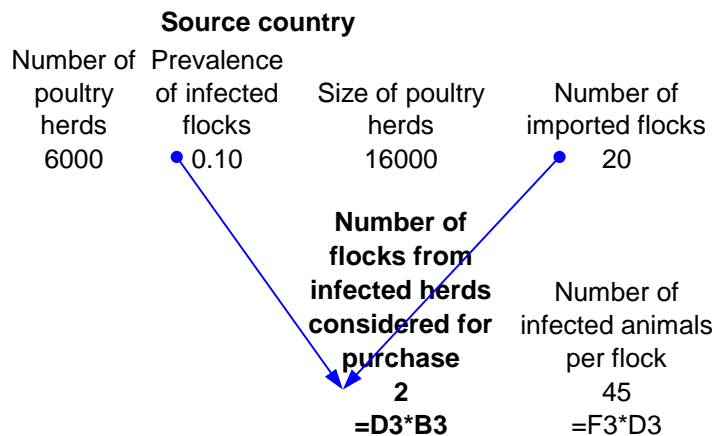 Source country
Number of poultry herds
6000
Prevalence of infected flocks
0.10
Size of poultry herds
16000
Number of imported flocks
20
Number of flocks from infected herds considered for purchase
2
=D3*B3
Number of infected animals per flock
45
=F3*D3